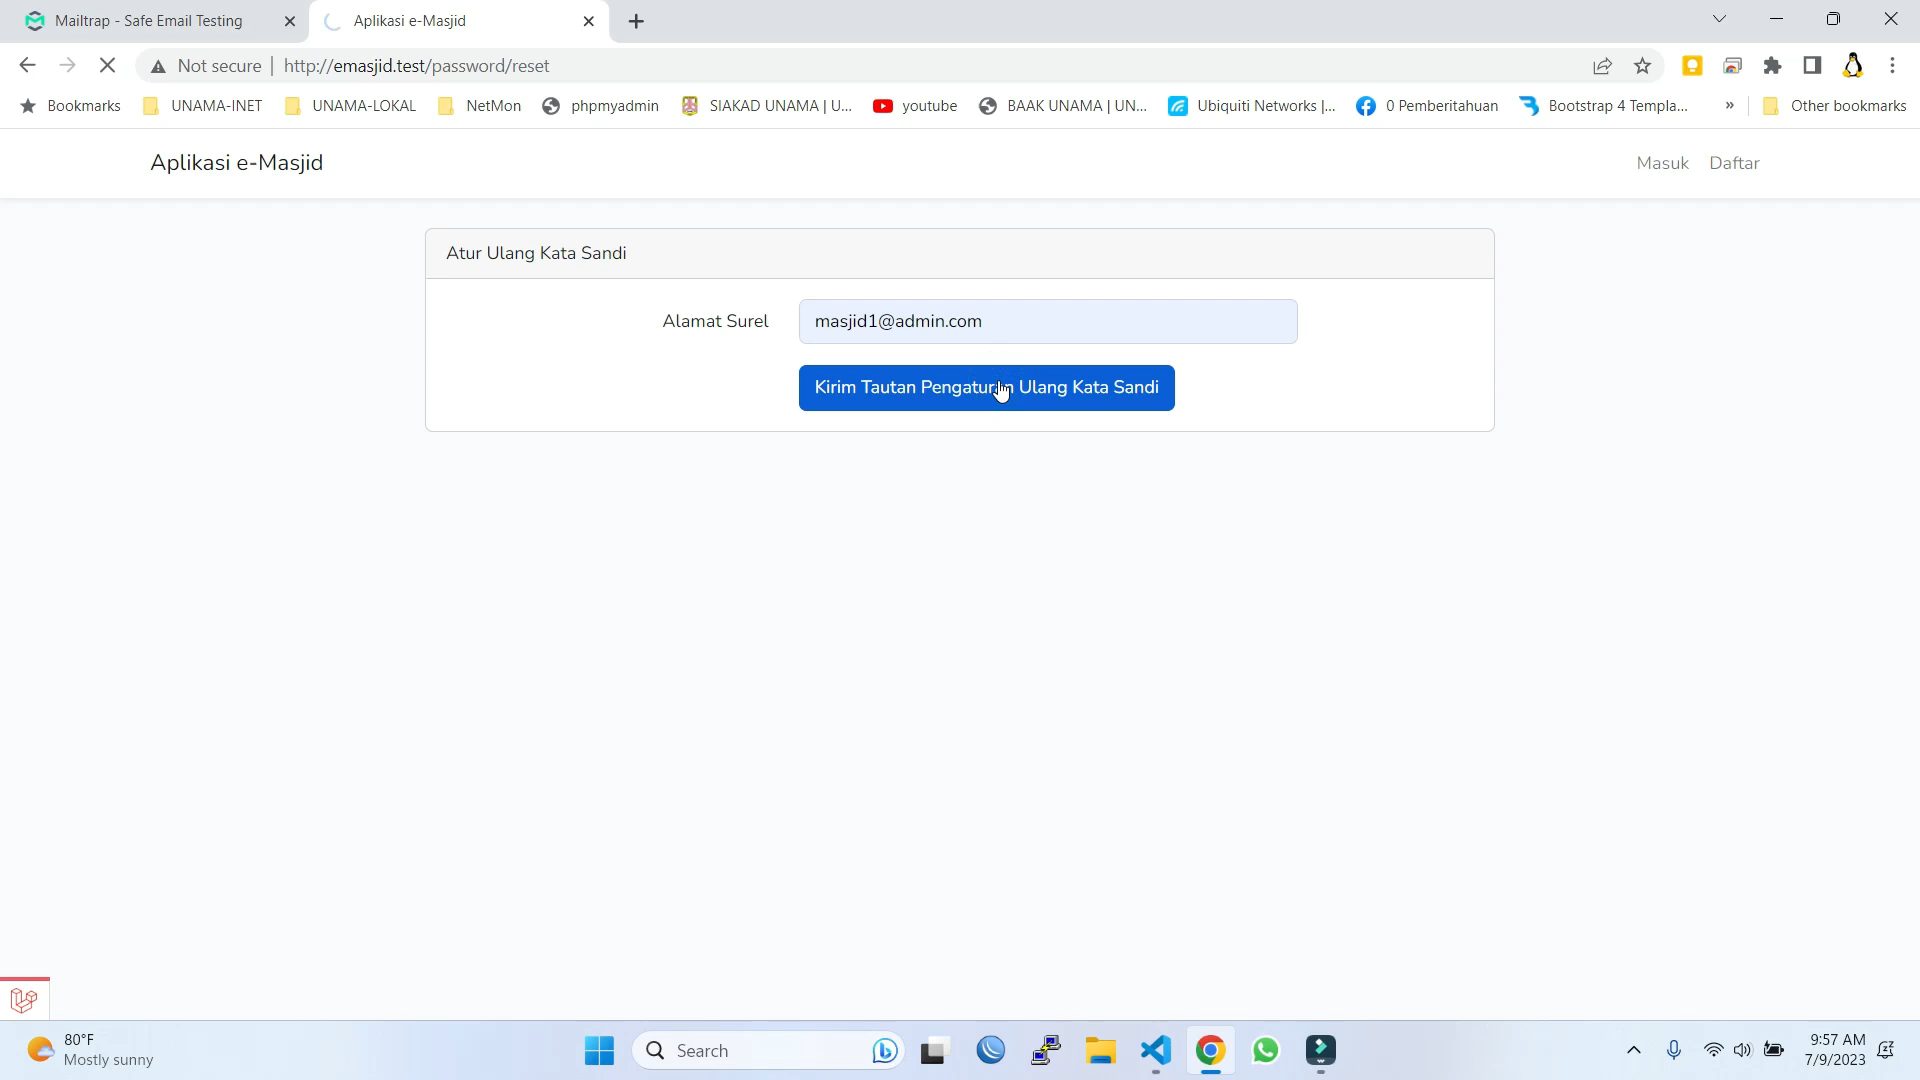 Mailtrap - Safe Email Testing
Aplikasi e-Masjid
Not secure
http://emasjid.test/password/reset
Bookmarks
UNAMA-INET
UNAMA-LOKAL
NetMon
phpmyadmin
SIAKAD UNAMA | U...
youtube
BAAK UNAMA | UN...
Ubiquiti Networks |...
0 Pemberitahuan
Bootstrap 4 Templa...
»
Other bookmarks
Aplikasi e-Masjid
Masuk
Daftar
Atur Ulang Kata Sandi
Alamat Surel
masjid1@admin.com
Kirim Tautan Pengaturan Ulang Kata Sandi
80°F
Mostly sunny
Search
9:57 AM
7/9/2023